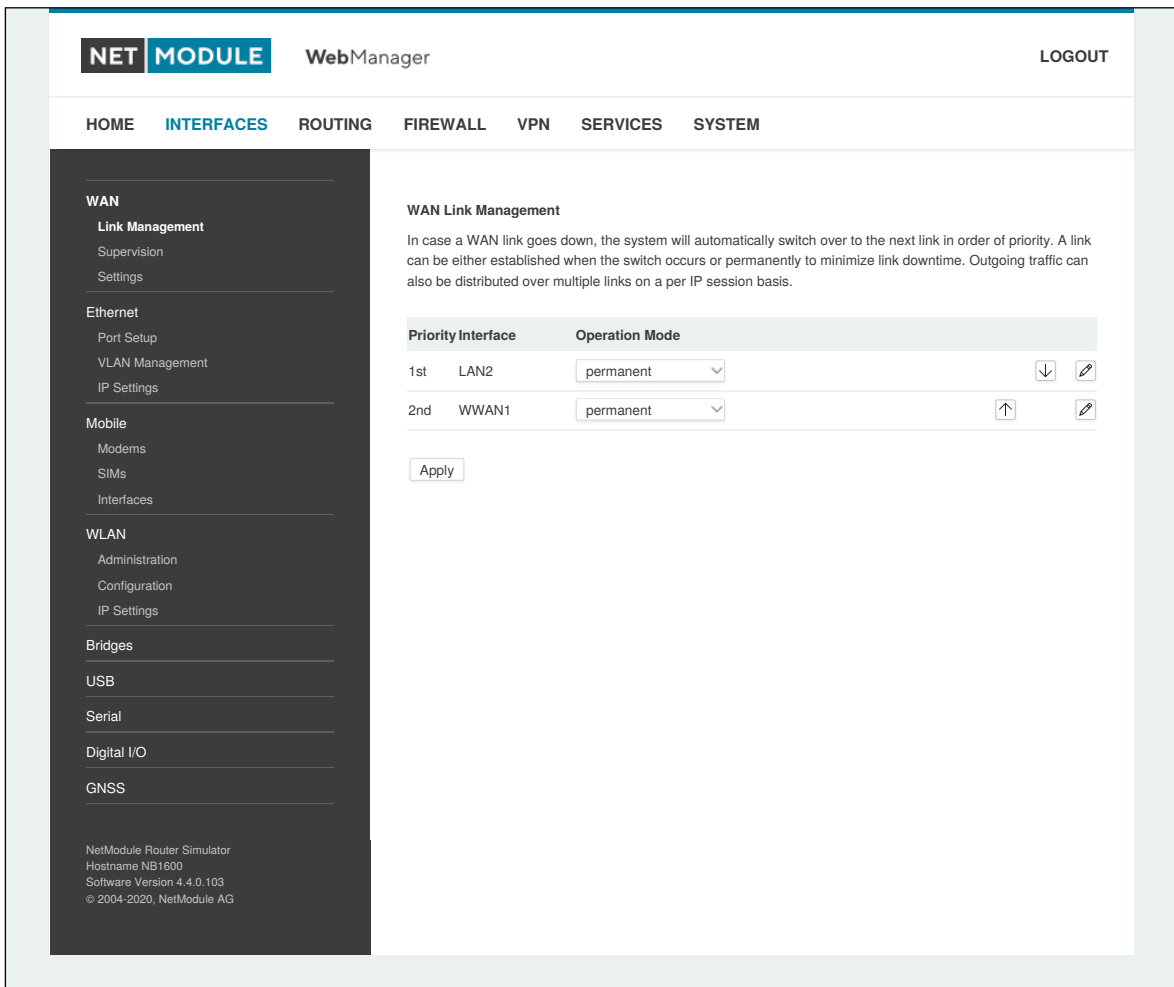 NET MODULE WebManager LOGOUT
HOME INTERFACES ROUTING FIREWALL VPN SERVICES SYSTEM
WAN
Link Management
Supervision
Settings
Ethernet
Port Setup
VLAN Management
IP Settings
Mobile
Modems
SIMs
Interfaces
WLAN
Administration
Configuration
IP Settings
Bridges
USB
Serial
Digital I/O
GNSS
NetModule Router Simulator
Hostname NB1600
Software Version 4.4.0.103
© 2004-2020, NetModule AG
WAN Link Management
In case a WAN link goes down, the system will automatically switch over to the next link in order of priority. A link
can be either established when the switch occurs or permanently to minimize link downtime. Outgoing traffic can
also be distributed over multiple links on a per IP session basis.
Priority Interface Operation Mode
1st LAN2 permanent
2nd WWAN1 permanent
Apply